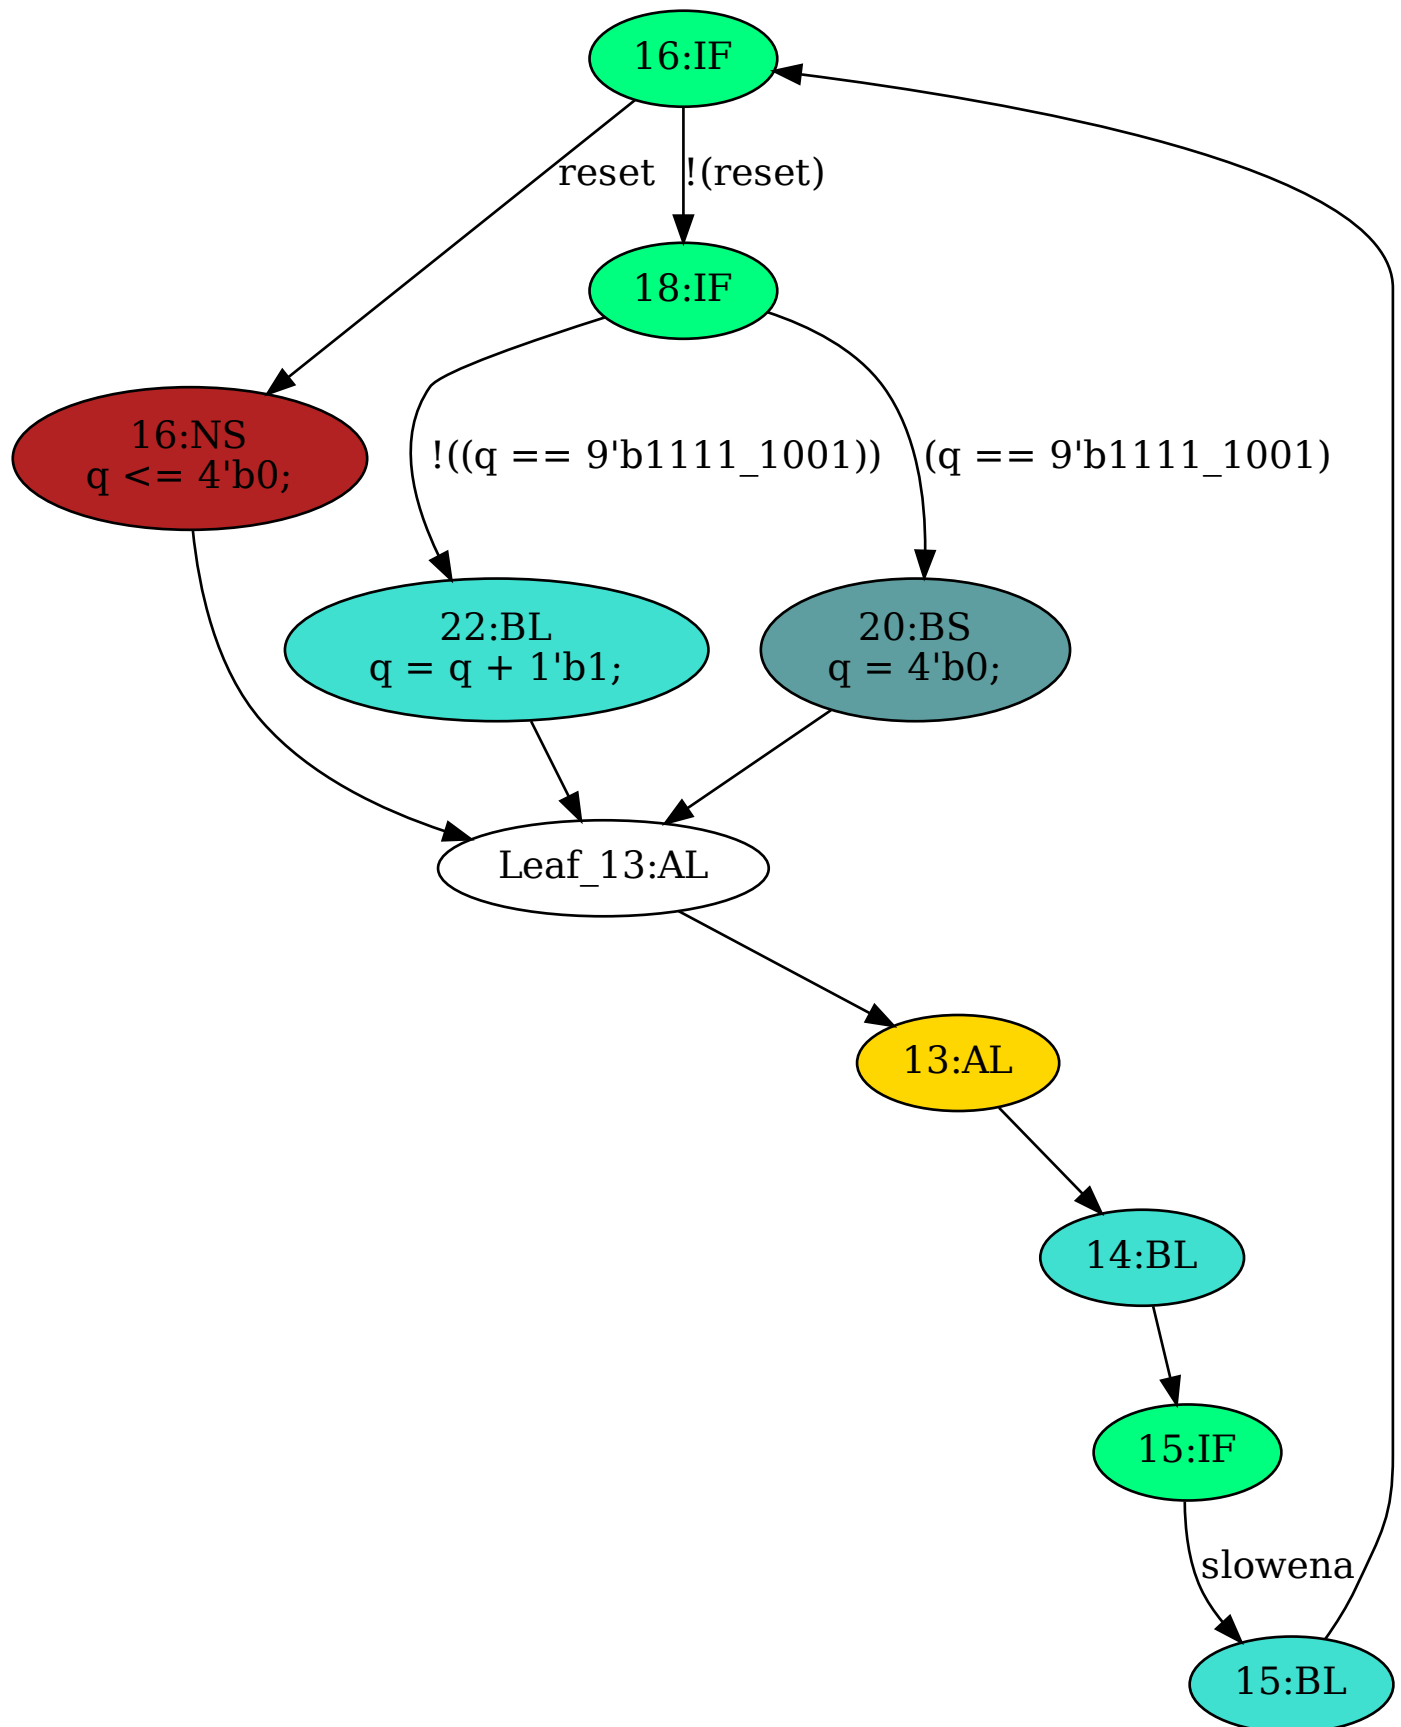 16:IF
reset
!(reset)
18:IF
16:NS
q <= 4'b0;
!((q == 9'b1111_1001))
(q == 9'b1111_1001)
22:BL
q = q + 1'b1;
20:BS
q = 4'b0;
Leaf_13:AL
13:AL
14:BL
15:IF
slowena
15:BL